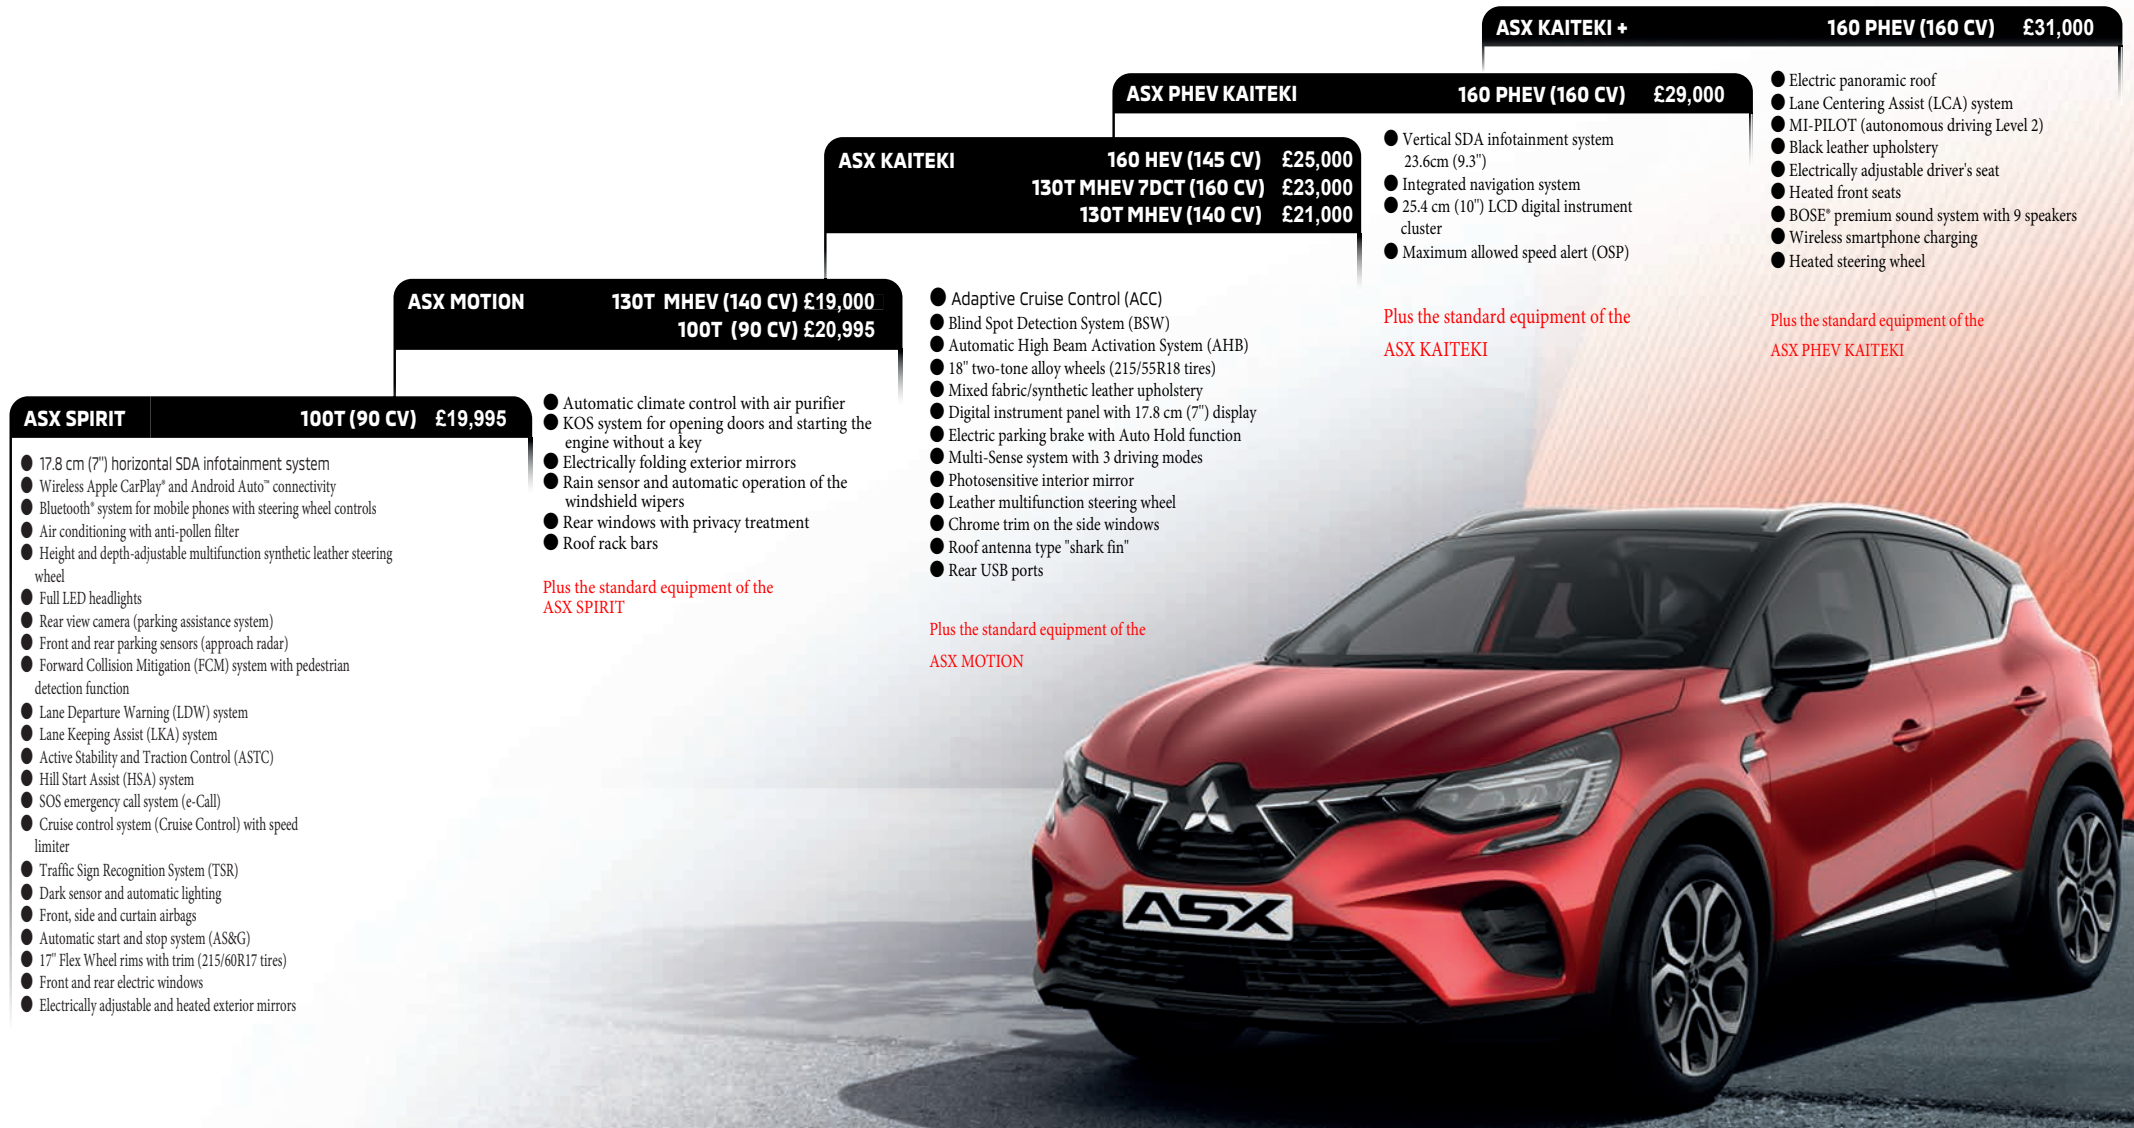 ASX SPIRIT 100T (90 CV) £19,995
● 17.8 cm (7") horizontal SDA infotainment system
● Wireless Apple CarPlay® and Android Auto™ connectivity
● Bluetooth® system for mobile phones with steering wheel controls
● Air conditioning with anti-pollen filter
● Height and depth-adjustable multifunction synthetic leather steering
wheel
● Full LED headlights
● Rear view camera (parking assistance system)
● Front and rear parking sensors (approach radar)
● Forward Collision Mitigation (FCM) system with pedestrian
detection function
● Lane Departure Warning (LDW) system
● Lane Keeping Assist (LKA) system
● Active Stability and Traction Control (ASTC)
● Hill Start Assist (HSA) system
● SOS emergency call system (e-Call)
● Cruise control system (Cruise Control) with speed
limiter
● Traffic Sign Recognition System (TSR)
● Dark sensor and automatic lighting
● Front, side and curtain airbags
● Automatic start and stop system (AS&G)
● 17" Flex Wheel rims with trim (215/60R17 tires)
● Front and rear electric windows
● Electrically adjustable and heated exterior mirrors
ASX MOTION 130T MHEV (140 CV) £19,000
100T (90 CV) £20,995
● Automatic climate control with air purifier
● KOS system for opening doors and starting the
engine without a key
● Electrically folding exterior mirrors
● Rain sensor and automatic operation of the
windshield wipers
● Rear windows with privacy treatment
● Roof rack bars
Plus the standard equipment of the
ASX SPIRIT
ASX KAITEKI 160 HEV (145 CV) £25,000
130T MHEV 7DCT (160 CV) £23,000
130T MHEV (140 CV) £21,000
● Adaptive Cruise Control (ACC)
● Blind Spot Detection System (BSW)
● Automatic High Beam Activation System (AHB)
● 18" two-tone alloy wheels (215/55R18 tires)
● Mixed fabric/synthetic leather upholstery
● Digital instrument panel with 17.8 cm (7") display
● Electric parking brake with Auto Hold function
● Multi-Sense system with 3 driving modes
● Photosensitive interior mirror
● Leather multifunction steering wheel
● Chrome trim on the side windows
● Roof antenna type "shark fin"
● Rear USB ports
Plus the standard equipment of the
ASX MOTION
ASX PHEV KAITEKI 160 PHEV (160 CV) £29,000
● Vertical SDA infotainment system
23.6cm (9.3")
● Integrated navigation system
● 25.4 cm (10") LCD digital instrument
cluster
● Maximum allowed speed alert (OSP)
Plus the standard equipment of the
ASX KAITEKI
ASX KAITEKI + 160 PHEV (160 CV) £31,000
● Electric panoramic roof
● Lane Centering Assist (LCA) system
● MI-PILOT (autonomous driving Level 2)
● Black leather upholstery
● Electrically adjustable driver's seat
● Heated front seats
● BOSE® premium sound system with 9 speakers
● Wireless smartphone charging
● Heated steering wheel
Plus the standard equipment of the
ASX PHEV KAITEKI
ASX